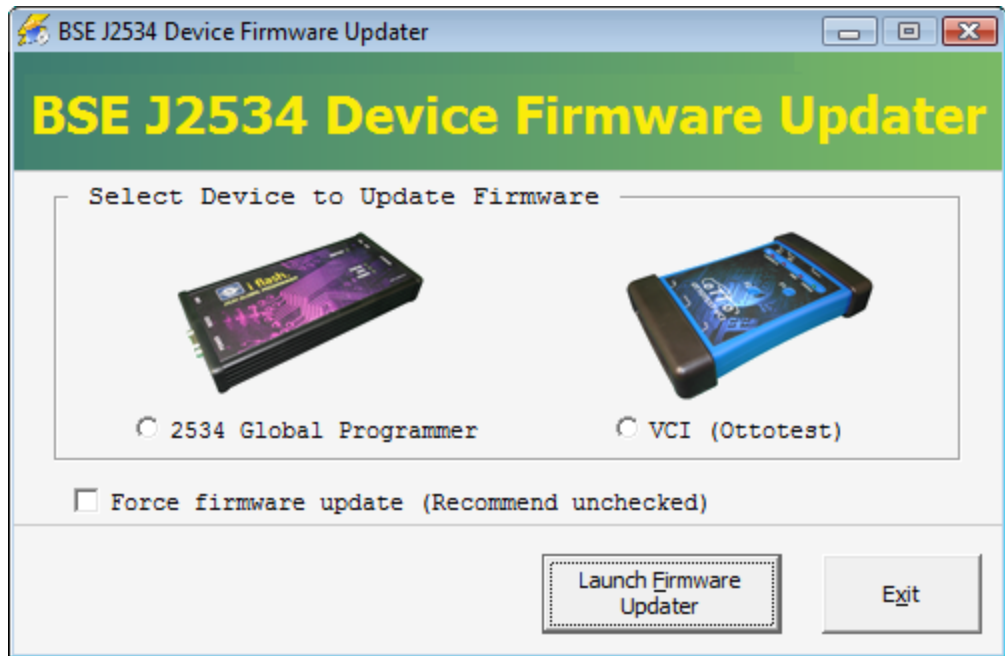 BSE J2534 Device Firmware Updater
BSE J2534 Device Firmware Updater
Select Device to Update Firmware
i flash.
2534 Global Programmer
VCI (Ottotest)
Force firmware update (Recommend unchecked)
Launch Firmware
Updater
Exit